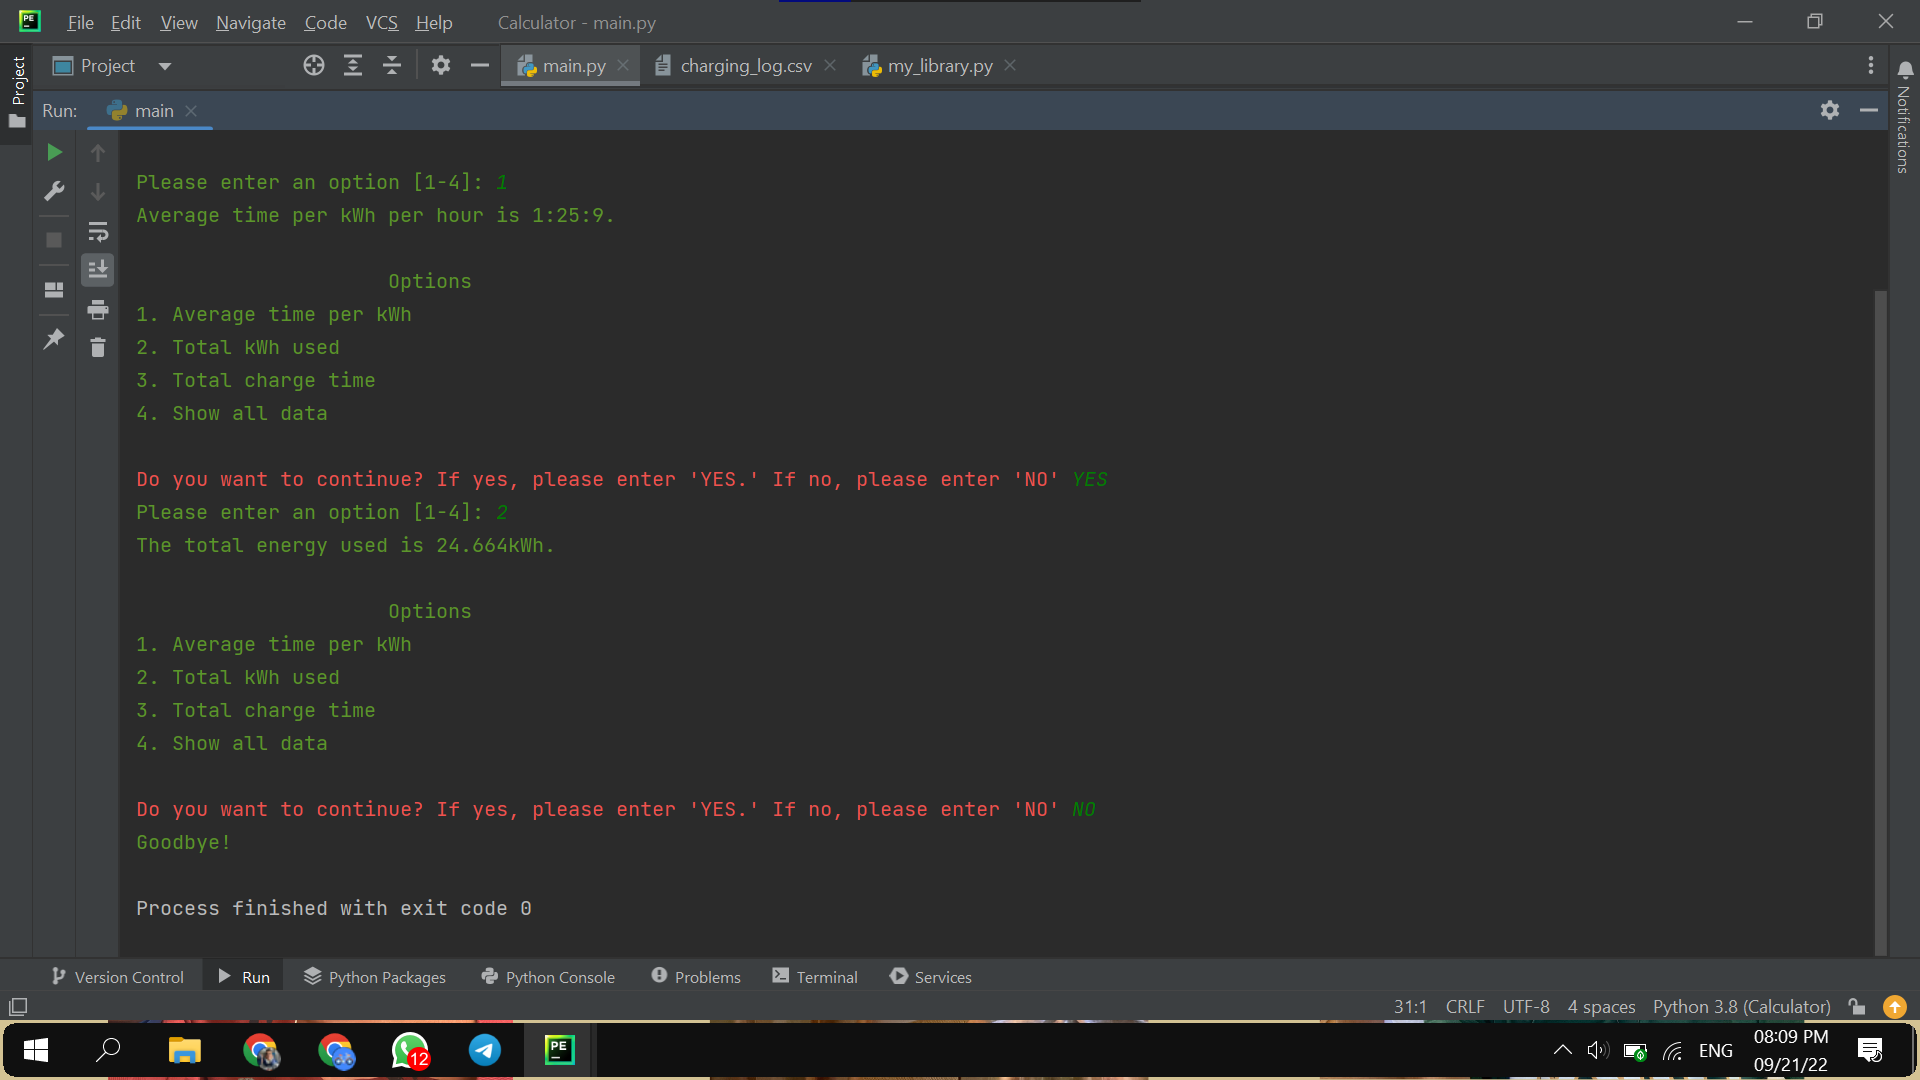 File Edit View Navigate Code VCS Help Calculator - main.py
Project main.py charging_log.csv my_library.py
Project
Notifications
Run: main
Please enter an option [1-4]: 1
Average time per kWh per hour is 1:25:9.
Options
1. Average time per kWh
2. Total kWh used
3. Total charge time
4. Show all data
Do you want to continue? If yes, please enter 'YES.' If no, please enter 'NO' YES
Please enter an option [1-4]: 2
The total energy used is 24.664kWh.
Options
1. Average time per kWh
2. Total kWh used
3. Total charge time
4. Show all data
Do you want to continue? If yes, please enter 'YES.' If no, please enter 'NO' NO
Goodbye!
Process finished with exit code 0
Version Control Run Python Packages Python Console Problems Terminal Services
31:1 CRLF UTF-8 4 spaces Python 3.8 (Calculator)
PE
12
PE
ENG
08:09 PM
09/21/22